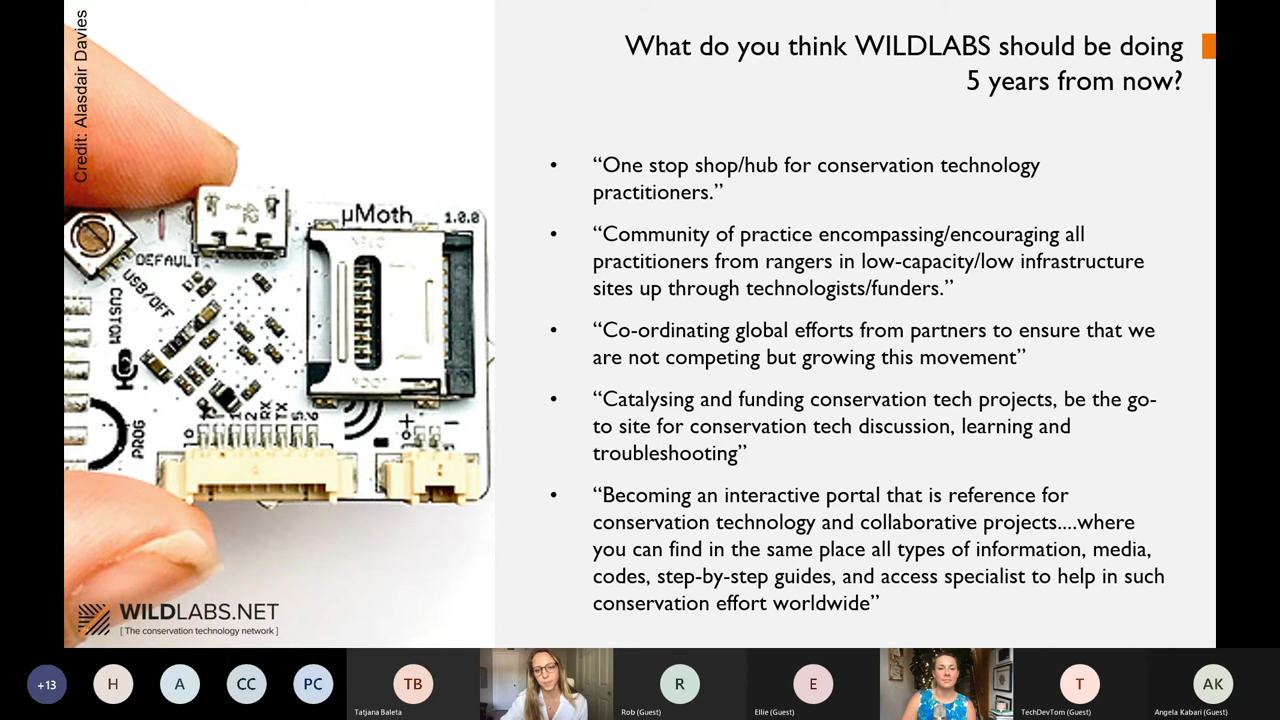 Credit: Alasdair Davies
What do you think WILDLABS should be doing
5 years from now?
• “One stop shop/hub for conservation technology
practitioners.”
• “Community of practice encompassing/encouraging all
practitioners from rangers in low-capacity/low infrastructure
sites up through technologists/funders.”
• “Co-ordinating global efforts from partners to ensure that we
are not competing but growing this movement”
• “Catalysing and funding conservation tech projects, be the go-
to site for conservation tech discussion, learning and
troubleshooting”
• “Becoming an interactive portal that is reference for
conservation technology and collaborative projects....where
you can find in the same place all types of information, media,
codes, step-by-step guides, and access specialist to help in such
conservation effort worldwide”
µMoth 1.0.0
DEFAULT
USB/OFF
CUSTOM
PROG
RX
TX
+ −
WILDLABS.NET
[ The conservation technology network ]
+13
H
A
CC
PC
TB
Tatjana Baleta
R
Rob (Guest)
E
Ellie (Guest)
T
TechDevTom (Guest)
AK
Angela Kabari (Guest)